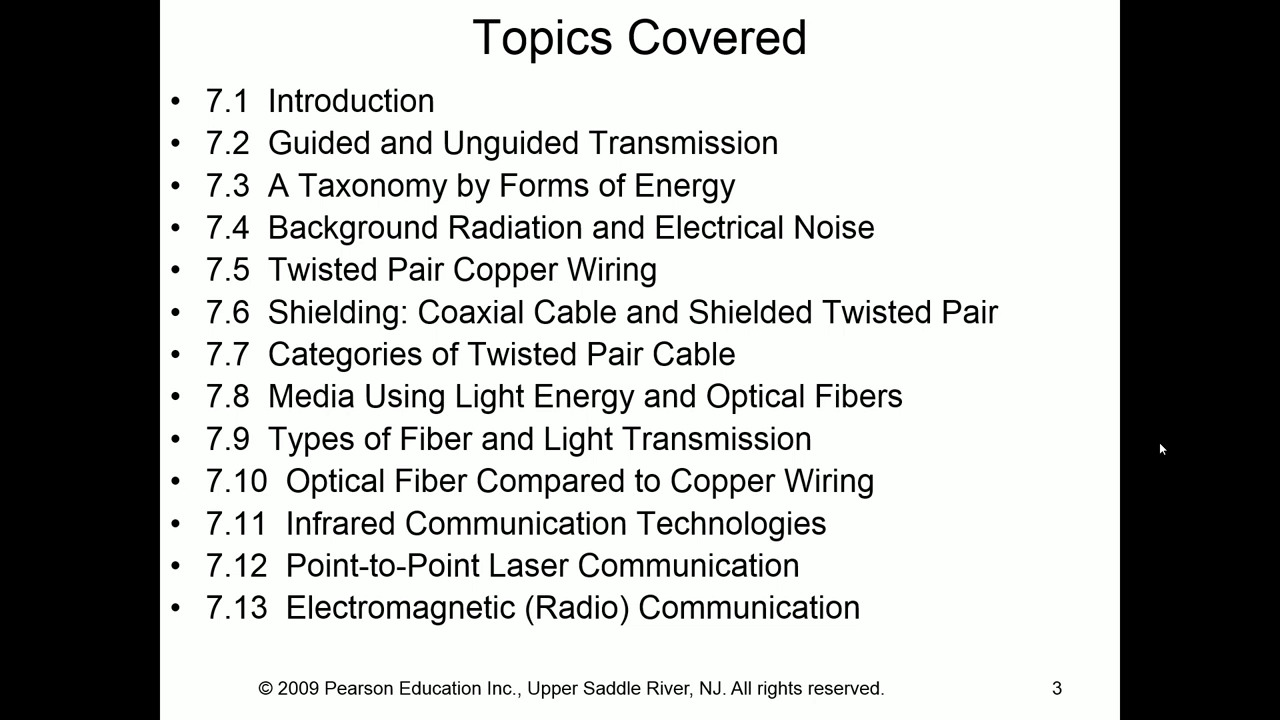 Topics Covered
• 7.1 Introduction
• 7.2 Guided and Unguided Transmission
• 7.3 A Taxonomy by Forms of Energy
• 7.4 Background Radiation and Electrical Noise
• 7.5 Twisted Pair Copper Wiring
• 7.6 Shielding: Coaxial Cable and Shielded Twisted Pair
• 7.7 Categories of Twisted Pair Cable
• 7.8 Media Using Light Energy and Optical Fibers
• 7.9 Types of Fiber and Light Transmission
• 7.10 Optical Fiber Compared to Copper Wiring
• 7.11 Infrared Communication Technologies
• 7.12 Point-to-Point Laser Communication
• 7.13 Electromagnetic (Radio) Communication
© 2009 Pearson Education Inc., Upper Saddle River, NJ. All rights reserved. 3